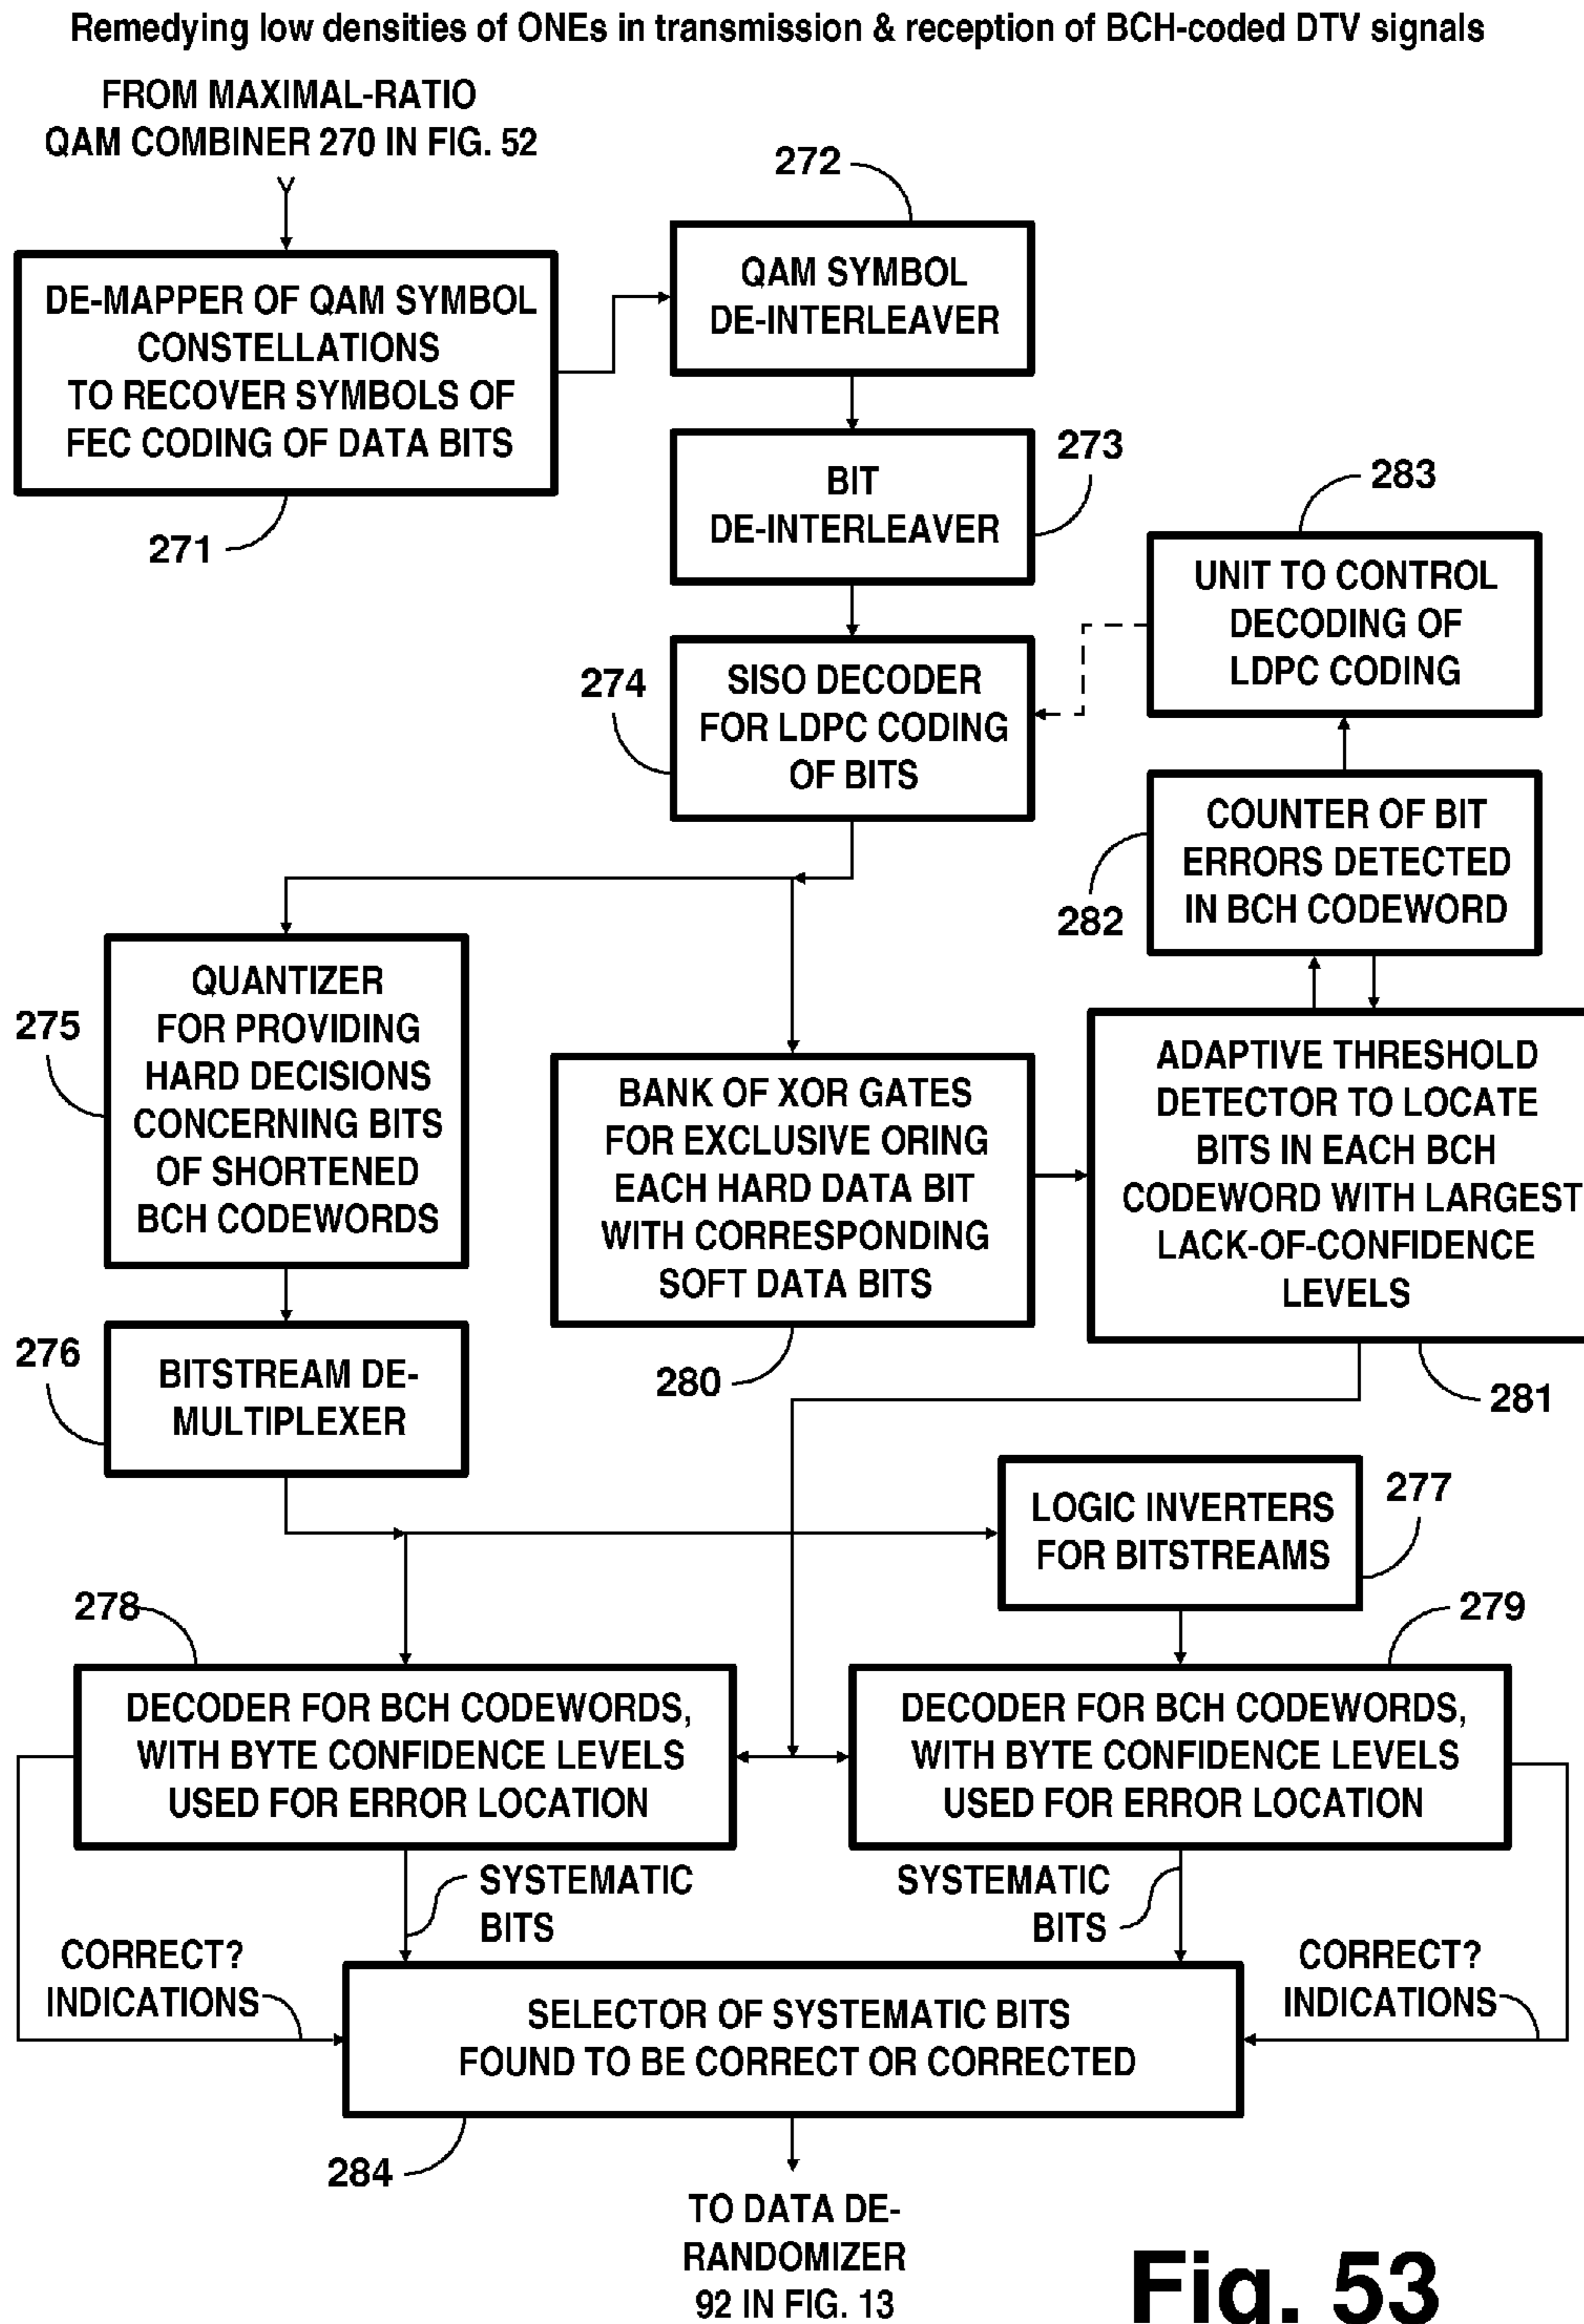 Remedying low densities of ONEs in transmission & reception of BCH-coded DTV signals
FROM MAXIMAL-RATIO
QAM COMBINER 270 IN FIG. 52
272
DE-MAPPER OF QAM SYMBOL
CONSTELLATIONS
TO RECOVER SYMBOLS OF
FEC CODING OF DATA BITS
271
QAM SYMBOL
DE-INTERLEAVER
BIT
DE-INTERLEAVER
273
283
UNIT TO CONTROL
DECODING OF
LDPC CODING
274
SISO DECODER
FOR LDPC CODING
OF BITS
COUNTER OF BIT
ERRORS DETECTED
IN BCH CODEWORD
282
275
QUANTIZER
FOR PROVIDING
HARD DECISIONS
CONCERNING BITS
OF SHORTENED
BCH CODEWORDS
BANK OF XOR GATES
FOR EXCLUSIVE ORING
EACH HARD DATA BIT
WITH CORRESPONDING
SOFT DATA BITS
280
ADAPTIVE THRESHOLD
DETECTOR TO LOCATE
BITS IN EACH BCH
CODEWORD WITH LARGEST
LACK-OF-CONFIDENCE
LEVELS
281
276
BITSTREAM DE-
MULTIPLEXER
LOGIC INVERTERS
FOR BITSTREAMS
277
278
279
DECODER FOR BCH CODEWORDS,
WITH BYTE CONFIDENCE LEVELS
USED FOR ERROR LOCATION
DECODER FOR BCH CODEWORDS,
WITH BYTE CONFIDENCE LEVELS
USED FOR ERROR LOCATION
SYSTEMATIC
BITS
SYSTEMATIC
BITS
CORRECT?
INDICATIONS
CORRECT?
INDICATIONS
SELECTOR OF SYSTEMATIC BITS
FOUND TO BE CORRECT OR CORRECTED
284
TO DATA DE-
RANDOMIZER
92 IN FIG. 13
Fig. 53